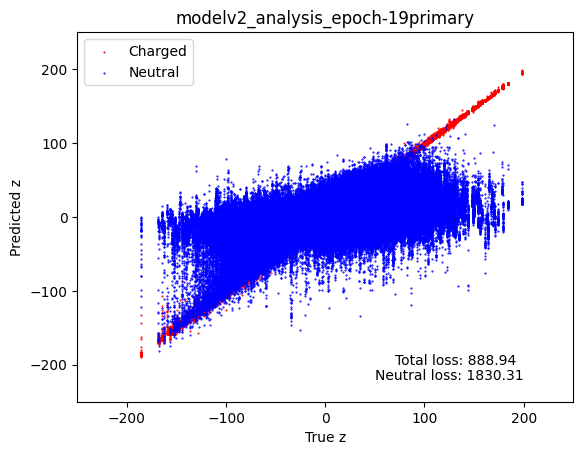 modelv2_analysis_epoch-19primary
Charged
Neutral
Predicted z
200
100
0
−100
−200
Total loss: 888.94
Neutral loss: 1830.31
−200 −100 0 100 200
True z